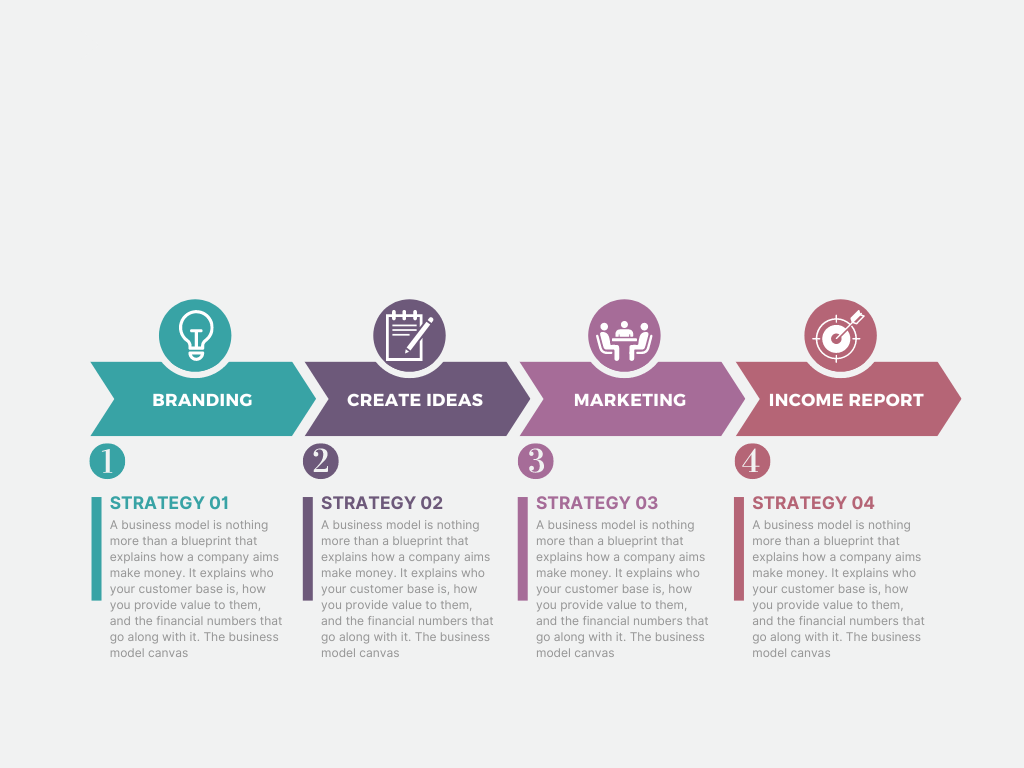 BRANDING
CREATE IDEAS
MARKETING
INCOME REPORT
1
2
3
4
STRATEGY 01
A business model is nothing
more than a blueprint that
explains how a company aims
make money. It explains who
your customer base is, how
you provide value to them,
and the financial numbers that
go along with it. The business
model canvas
STRATEGY 02
A business model is nothing
more than a blueprint that
explains how a company aims
make money. It explains who
your customer base is, how
you provide value to them,
and the financial numbers that
go along with it. The business
model canvas
STRATEGY 03
A business model is nothing
more than a blueprint that
explains how a company aims
make money. It explains who
your customer base is, how
you provide value to them,
and the financial numbers that
go along with it. The business
model canvas
STRATEGY 04
A business model is nothing
more than a blueprint that
explains how a company aims
make money. It explains who
your customer base is, how
you provide value to them,
and the financial numbers that
go along with it. The business
model canvas